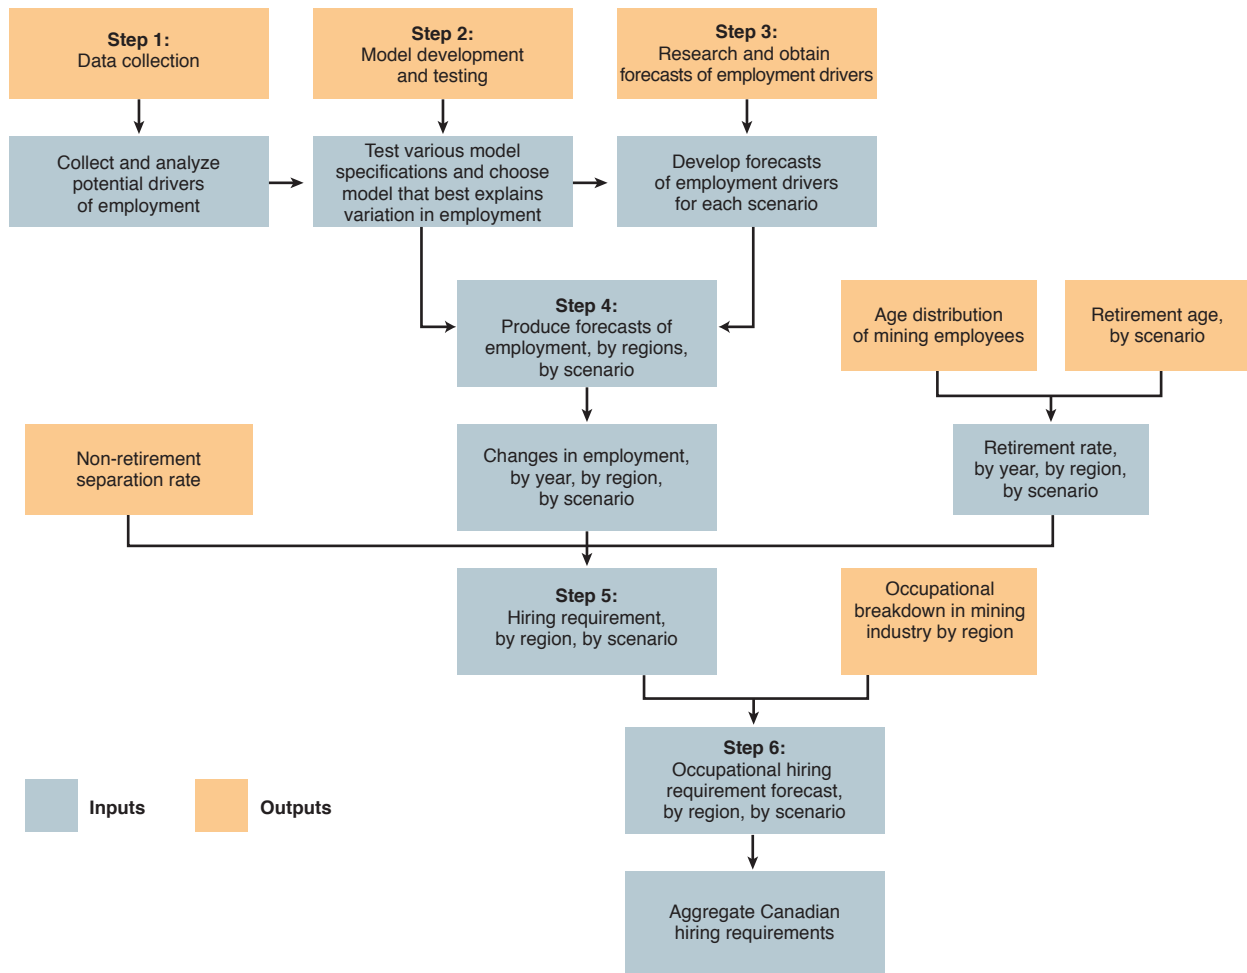 Step 1:
Data collection
Step 2:
Model development
and testing
Step 3:
Research and obtain
forecasts of employment drivers
Collect and analyze
potential drivers
of employment
Test various model
specifications and choose
model that best explains
variation in employment
Develop forecasts
of employment drivers
for each scenario
Step 4:
Produce forecasts of
employment, by regions,
by scenario
Age distribution
of mining employees
Retirement age,
by scenario
Non-retirement
separation rate
Changes in employment,
by year, by region,
by scenario
Retirement rate,
by year, by region,
by scenario
Step 5:
Hiring requirement,
by region, by scenario
Occupational
breakdown in mining
industry by region
Step 6:
Occupational hiring
requirement forecast,
by region, by scenario
Inputs
Outputs
Aggregate Canadian
hiring requirements